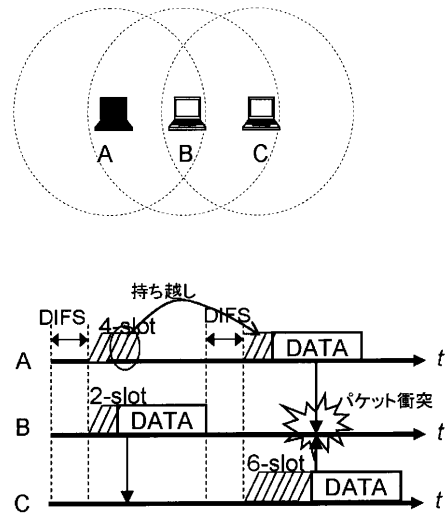 A B C
持ち越し
DIFS 4-slot DIFS
A DATA t
2-slot パケット衝突
B DATA t
6-slot
C DATA t